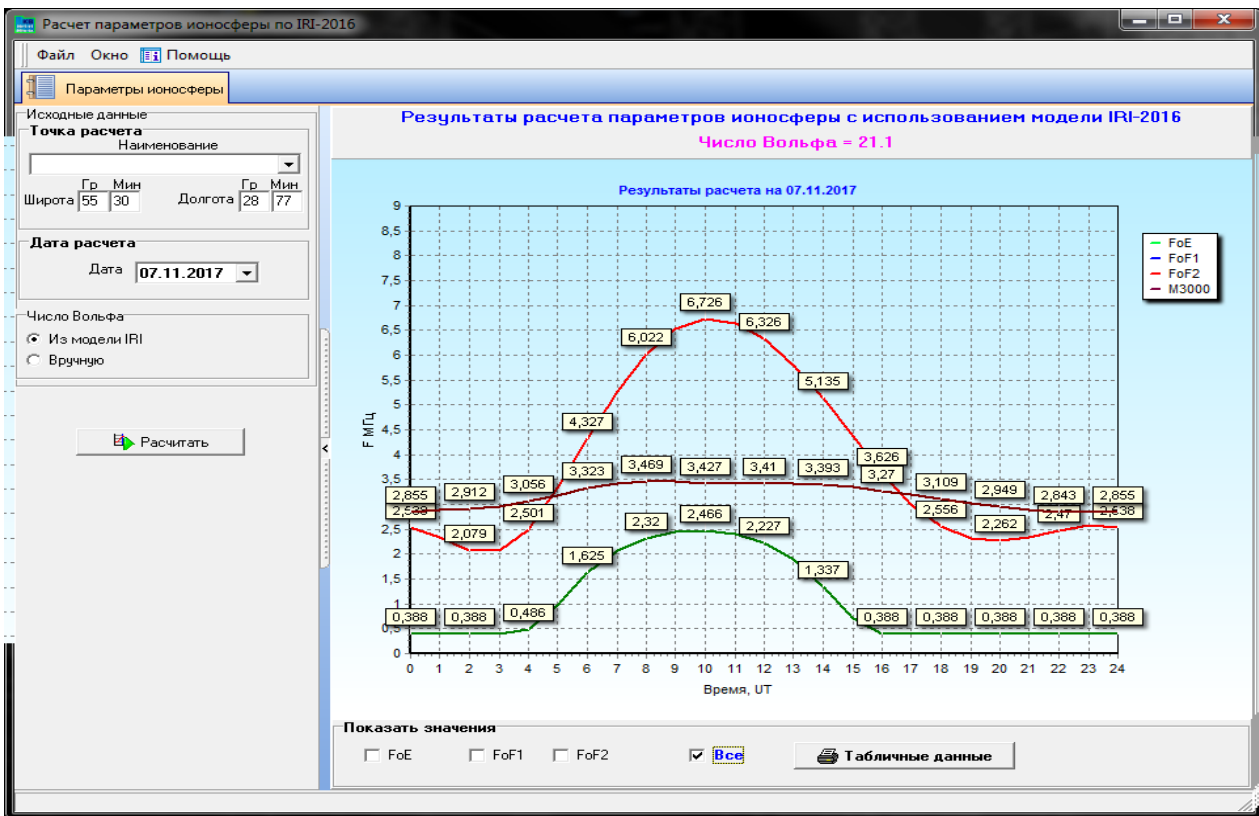 Расчет параметров ионосферы по IRI-2016
Файл Окно Помощь
Параметры ионосферы
Исходные данные
Точка расчета
Наименование
Гр Мин Гр Мин
Широта 55 30 Долгота 28 77
Дата расчета
Дата 07.11.2017
Число Вольфа
Из модели IRI
Вручную
Расчитать
Результаты расчета параметров ионосферы с использованием модели IRI-2016
Число Вольфа = 21.1
Результаты расчета на 07.11.2017
F МГц
9
8,5
8
7,5
7
6,5
6
5,5
5
4,5
4
3,5
3
2,5
2
1,5
1
0,5
0
6,726
6,022 6,326
5,135
4,327
3,626
2,855 2,912 3,056 3,323 3,469 3,427 3,41 3,393 3,27 3,109 2,949 2,843 2,855
2,538 2,079 2,501 2,556 2,262 2,47 2,538
0,388 0,388 0,486 1,625 2,32 2,466 2,227 1,337 0,388 0,388 0,388 0,388 0,388
0 1 2 3 4 5 6 7 8 9 10 11 12 13 14 15 16 17 18 19 20 21 22 23 24
Время, UT
FoE
FoF1
FoF2
M3000
Показать значения
FoE FoF1 FoF2 Все Табличные данные